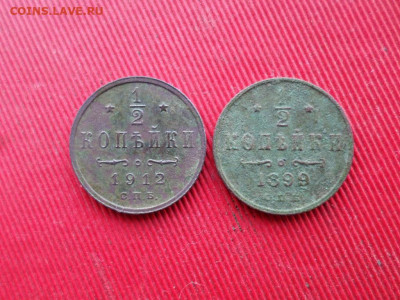 COINS.LAVE.RU
1/2
КОПѢЙКИ
1912
С.П.Б.
1/2
КОПѢЙКИ
1899
С.П.Б.